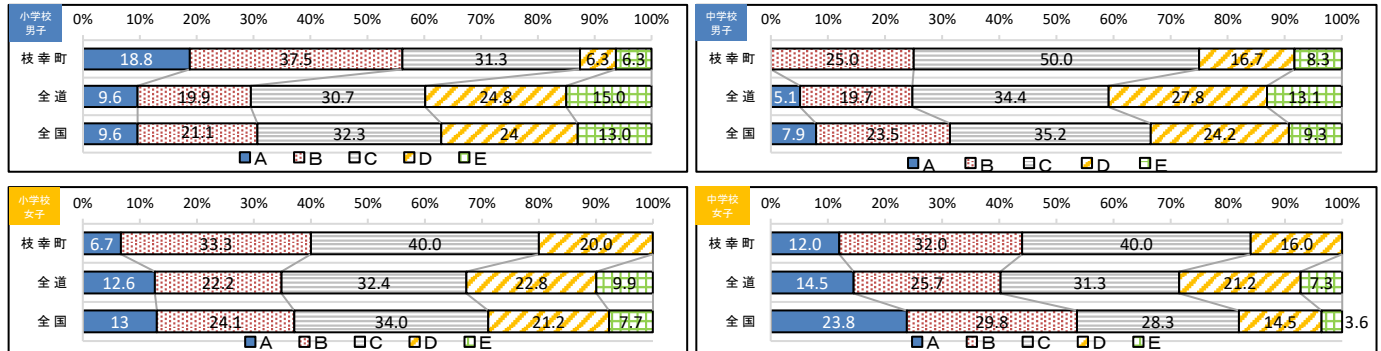 小学校
男子
0% 10% 20% 30% 40% 50% 60% 70% 80% 90% 100%
枝幸町 18.8 37.5 31.3 6.3 6.3
全道 9.6 19.9 30.7 24.8 15.0
全国 9.6 21.1 32.3 24 13.0
A B C D E
中学校
男子
0% 10% 20% 30% 40% 50% 60% 70% 80% 90% 100%
枝幸町 25.0 50.0 16.7 8.3
全道 5.1 19.7 34.4 27.8 13.1
全国 7.9 23.5 35.2 24.2 9.3
A B C D E
小学校
女子
0% 10% 20% 30% 40% 50% 60% 70% 80% 90% 100%
枝幸町 6.7 33.3 40.0 20.0
全道 12.6 22.2 32.4 22.8 9.9
全国 13 24.1 34.0 21.2 7.7
A B C D E
中学校
女子
0% 10% 20% 30% 40% 50% 60% 70% 80% 90% 100%
枝幸町 12.0 32.0 40.0 16.0
全道 14.5 25.7 31.3 21.2 7.3
全国 23.8 29.8 28.3 14.5 3.6
A B C D E